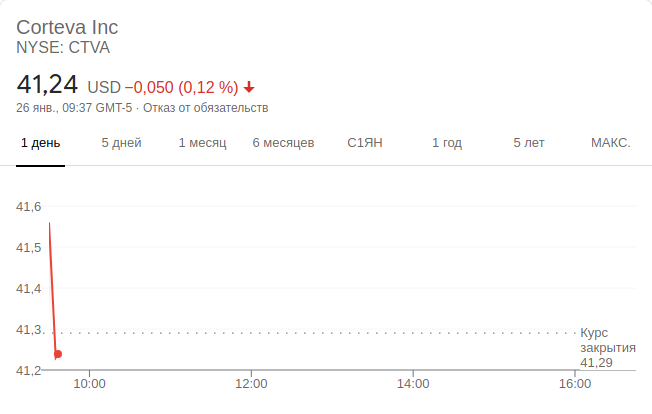 Corteva Inc
NYSE: CTVA
41,24 USD −0,050 (0,12 %)
26 янв., 09:37 GMT-5 · Отказ от обязательств
1 день 5 дней 1 месяц 6 месяцев С1ЯН 1 год 5 лет МАКС.
41,6
41,5
41,4
41,3
Курс
закрытия
41,29
41,2
10:00 12:00 14:00 16:00